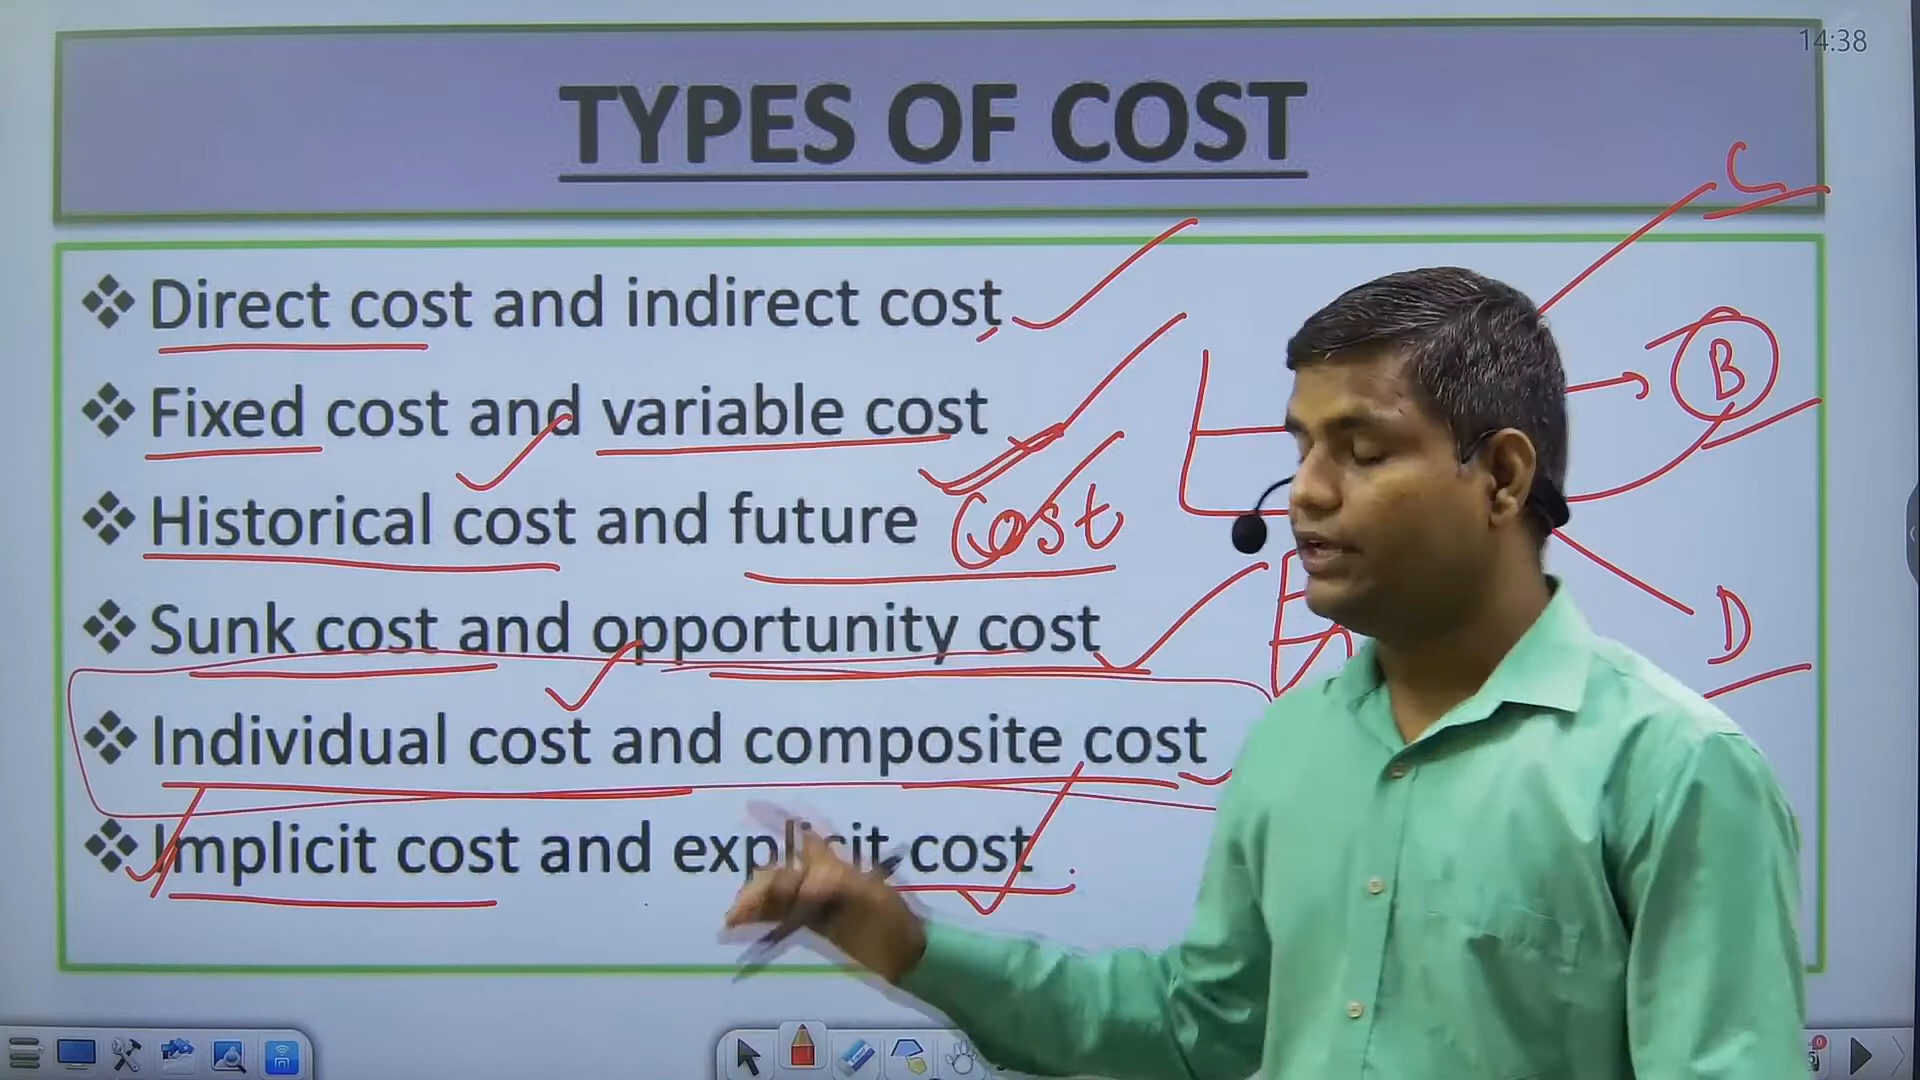 14:38
TYPES OF COST
C
❖ Direct cost and indirect cost
B
❖ Fixed cost and variable cost
❖ Historical cost and future Cost
❖ Sunk cost and opportunity cost
D
❖ Individual cost and composite cost
❖ Implicit cost and explicit cost